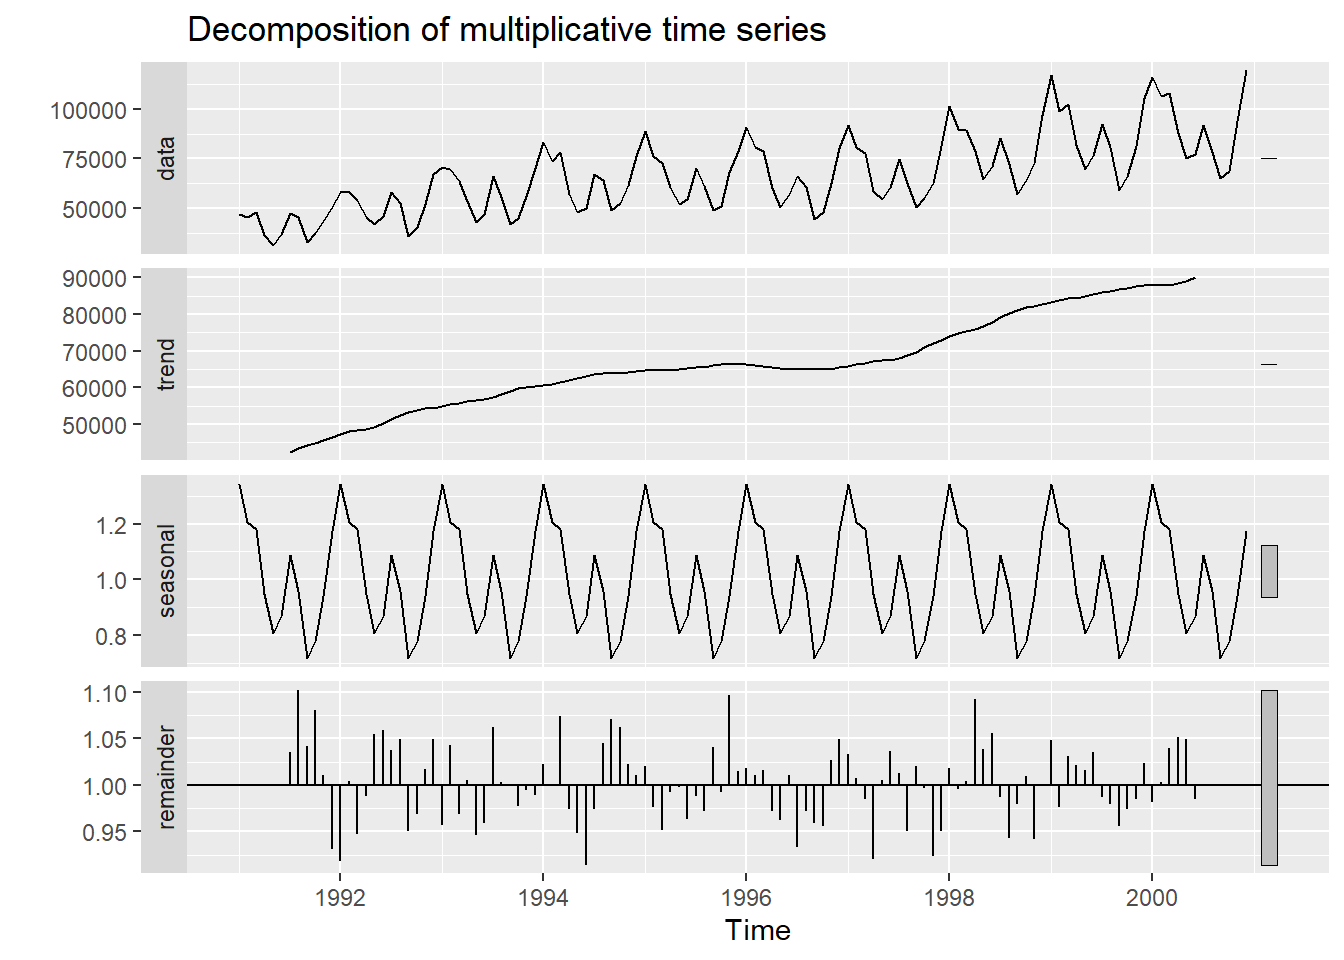 Decomposition of multiplicative time series
100000
75000
50000
data
90000
80000
70000
60000
50000
trend
1.2
1.0
0.8
seasonal
1.10
1.05
1.00
0.95
remainder
1992 1994 1996 1998 2000
Time